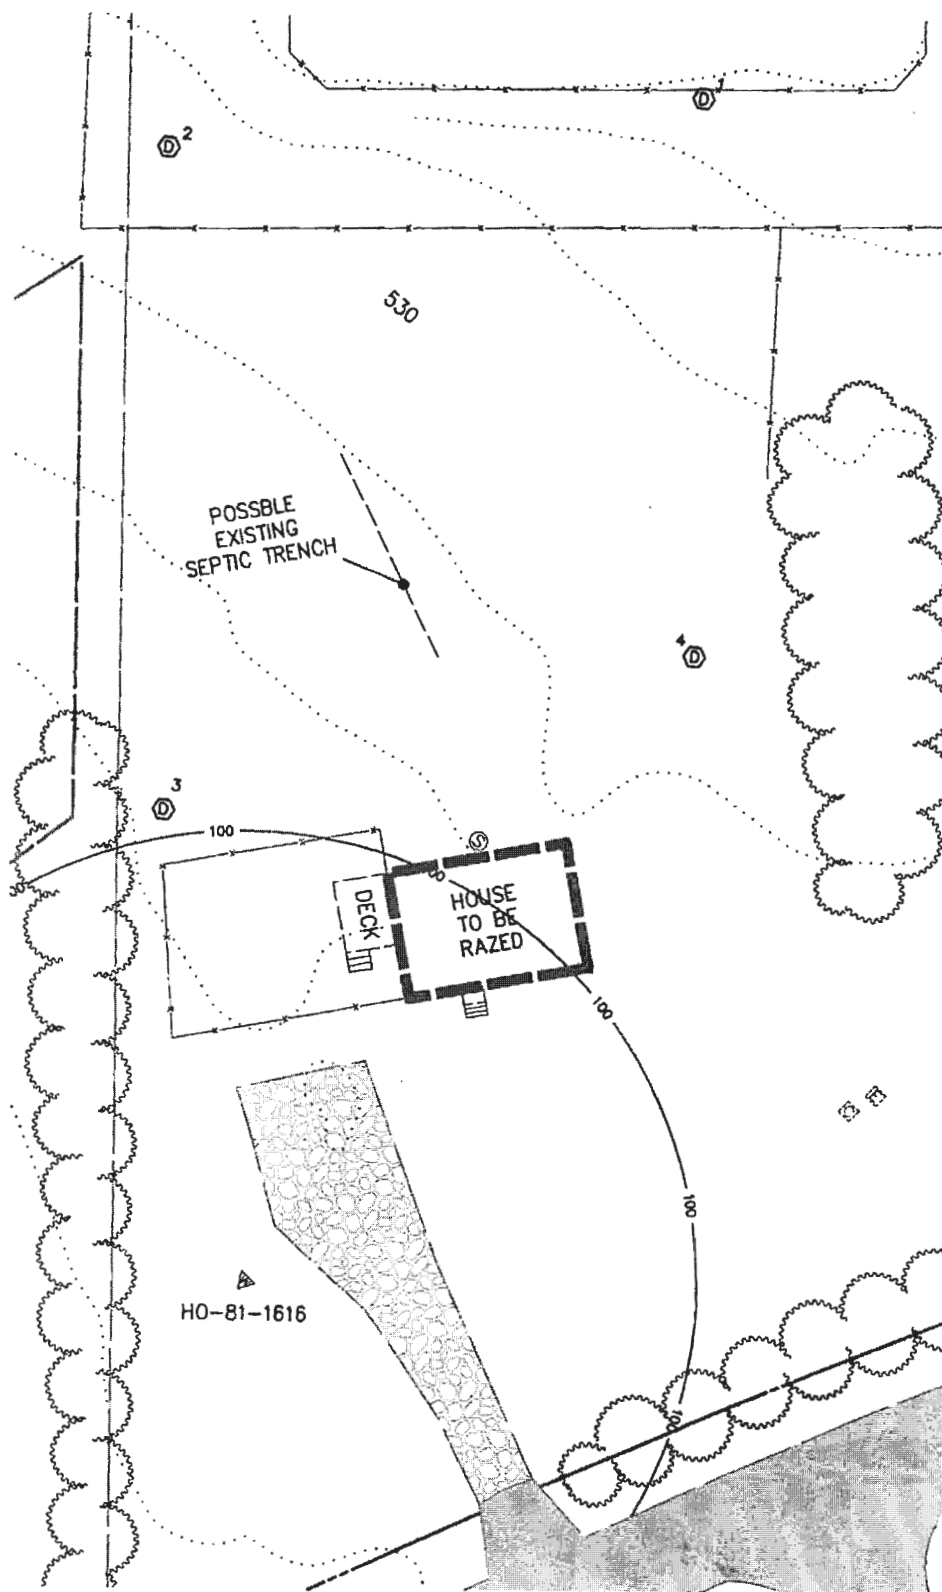 1
D
2
D
530
POSSBLE
EXISTING
SEPTIC TRENCH
4
D
3
D
100
S
HOUSE
TO BE
RAZED
DECK
100
100
HO-81-1616
100